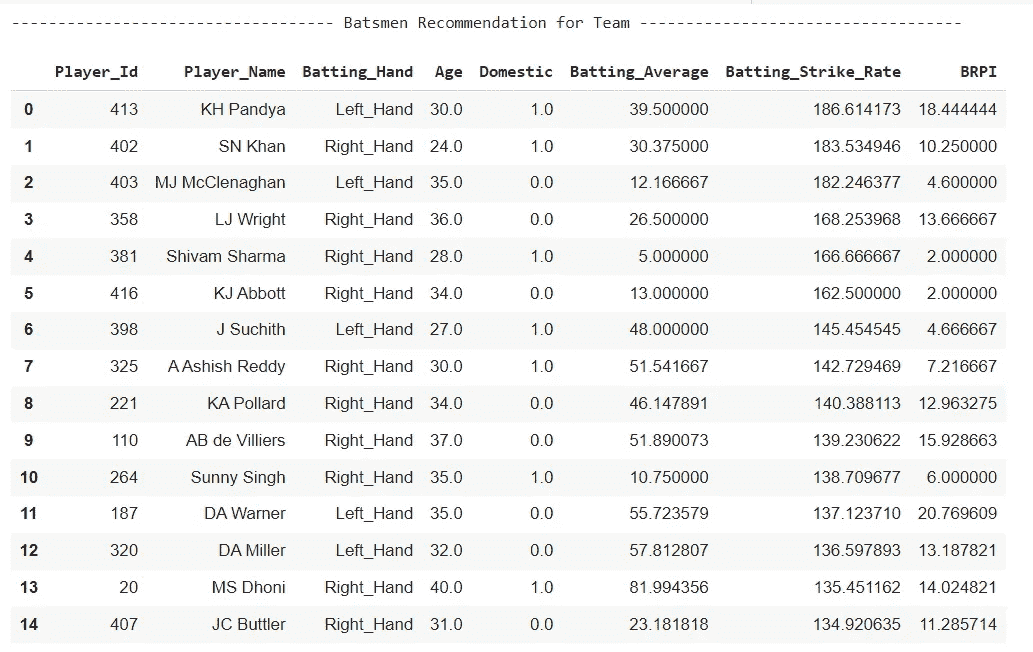 ---------------------------------- Batsmen Recommendation for Team ----------------------------------
Player_Id Player_Name Batting_Hand Age Domestic Batting_Average Batting_Strike_Rate BRPI
0 413 KH Pandya Left_Hand 30.0 1.0 39.500000 186.614173 18.444444
1 402 SN Khan Right_Hand 24.0 1.0 30.375000 183.534946 10.250000
2 403 MJ McClenaghan Left_Hand 35.0 0.0 12.166667 182.246377 4.600000
3 358 LJ Wright Right_Hand 36.0 0.0 26.500000 168.253968 13.666667
4 381 Shivam Sharma Right_Hand 28.0 1.0 5.000000 166.666667 2.000000
5 416 KJ Abbott Right_Hand 34.0 0.0 13.000000 162.500000 2.000000
6 398 J Suchith Left_Hand 27.0 1.0 48.000000 145.454545 4.666667
7 325 A Ashish Reddy Right_Hand 30.0 1.0 51.541667 142.729469 7.216667
8 221 KA Pollard Right_Hand 34.0 0.0 46.147891 140.388113 12.963275
9 110 AB de Villiers Right_Hand 37.0 0.0 51.890073 139.230622 15.928663
10 264 Sunny Singh Right_Hand 35.0 1.0 10.750000 138.709677 6.000000
11 187 DA Warner Left_Hand 35.0 0.0 55.723579 137.123710 20.769609
12 320 DA Miller Left_Hand 32.0 0.0 57.812807 136.597893 13.187821
13 20 MS Dhoni Right_Hand 40.0 1.0 81.994356 135.451162 14.024821
14 407 JC Buttler Right_Hand 31.0 0.0 23.181818 134.920635 11.285714